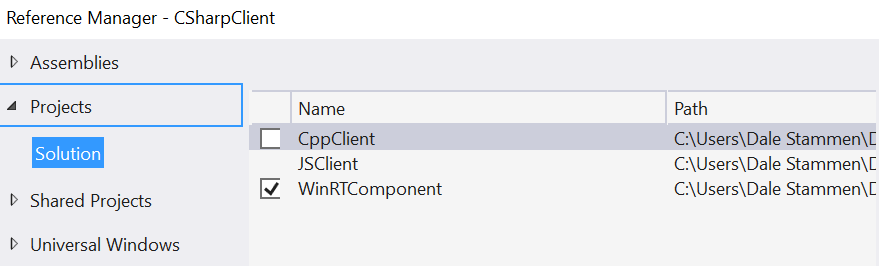 Reference Manager - CSharpClient
Assemblies
Projects
Solution
Shared Projects
Universal Windows
Name Path
CppClient C:\Users\Dale Stammen\D
JSClient C:\Users\Dale Stammen\D
WinRTComponent C:\Users\Dale Stammen\D